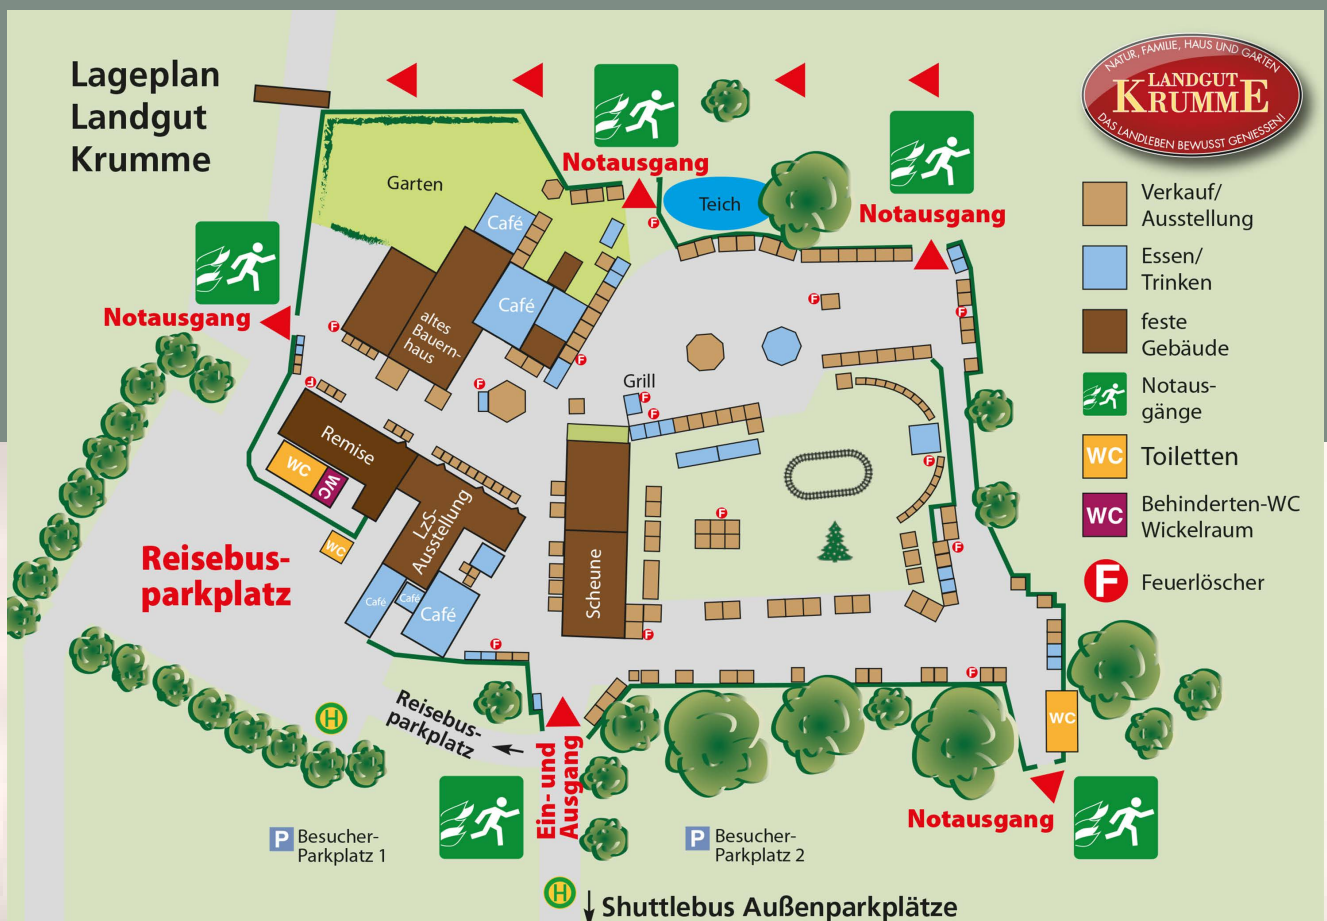 Lageplan
Landgut
Krumme
NATUR, FAMILIE, HAUS UND GARTEN
LANDGUT
KRUMME
DAS LANDLEBEN BEWUSST GENIESSEN!
Notausgang
Notausgang
Notausgang
Garten
Teich
Café
Café
altes
Bauern-
haus
F
F
F
F
F
F
F
Grill
F
F
Remise
WC
WC
WC
LzS-
Ausstellung
Café
Café
Café
F
Scheune
F
F
F
F
F
WC
Reisebus-
parkplatz
Reisebus-
parkplatz
H
Ein- und
Ausgang
Notausgang
P Besucher-
Parkplatz 1
P Besucher-
Parkplatz 2
H
Shuttlebus Außenparkplätze
Verkauf/
Ausstellung
Essen/
Trinken
feste
Gebäude
Notaus-
gänge
WC Toiletten
WC Behinderten-WC
Wickelraum
F Feuerlöscher